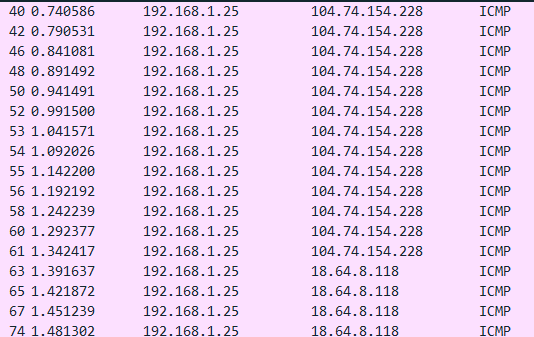 40 0.740586 192.168.1.25 104.74.154.228 ICMP
42 0.790531 192.168.1.25 104.74.154.228 ICMP
46 0.841081 192.168.1.25 104.74.154.228 ICMP
48 0.891492 192.168.1.25 104.74.154.228 ICMP
50 0.941491 192.168.1.25 104.74.154.228 ICMP
52 0.991500 192.168.1.25 104.74.154.228 ICMP
53 1.041571 192.168.1.25 104.74.154.228 ICMP
54 1.092026 192.168.1.25 104.74.154.228 ICMP
55 1.142200 192.168.1.25 104.74.154.228 ICMP
56 1.192192 192.168.1.25 104.74.154.228 ICMP
58 1.242239 192.168.1.25 104.74.154.228 ICMP
60 1.292377 192.168.1.25 104.74.154.228 ICMP
61 1.342417 192.168.1.25 104.74.154.228 ICMP
63 1.391637 192.168.1.25 18.64.8.118 ICMP
65 1.421872 192.168.1.25 18.64.8.118 ICMP
67 1.451239 192.168.1.25 18.64.8.118 ICMP
74 1.481302 192.168.1.25 18.64.8.118 ICMP